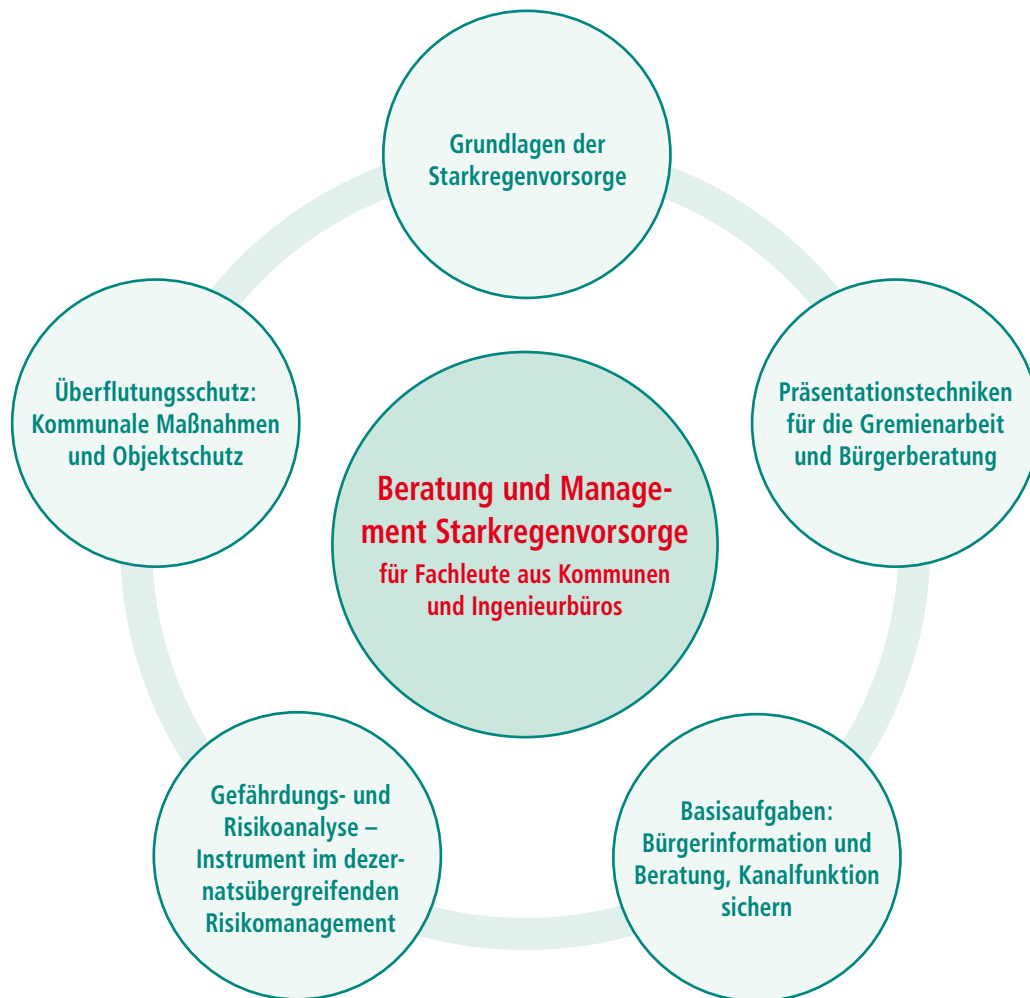 Grundlagen der
Starkregenvorsorge
Überflutungsschutz:
Kommunale Maßnahmen
und Objektschutz
Präsentationstechniken
für die Gremienarbeit
und Bürgerberatung
Beratung und Manage-
ment Starkregenvorsorge
für Fachleute aus Kommunen
und Ingenieurbüros
Gefährdungs- und
Risikoanalyse –
Instrument im dezer-
natsübergreifenden
Risikomanagement
Basisaufgaben:
Bürgerinformation und
Beratung, Kanalfunktion
sichern